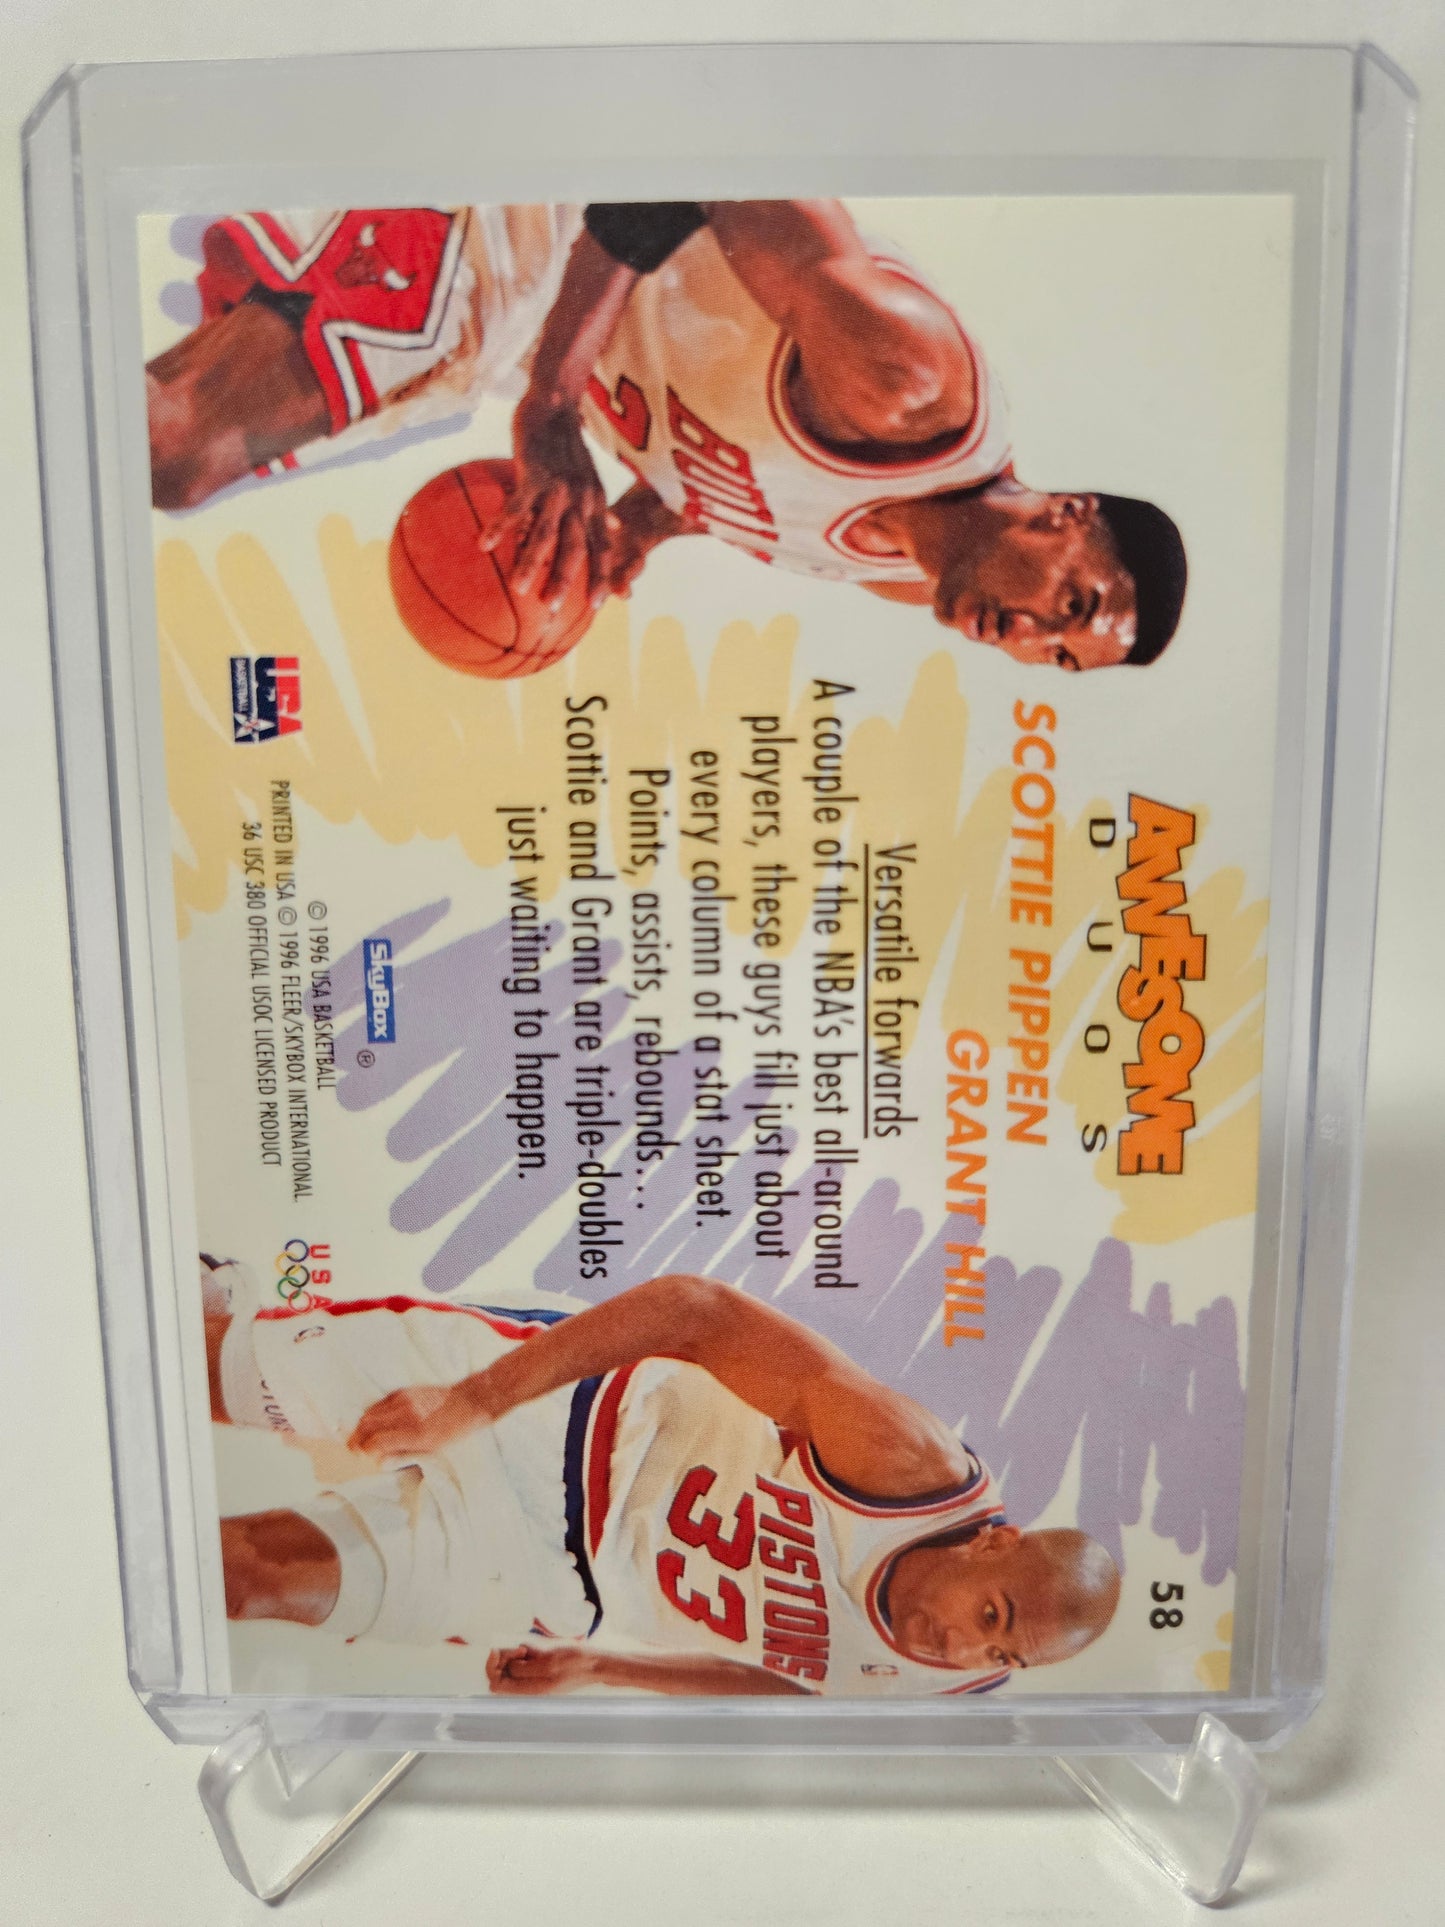 58
AWESOME
DUOS
SCOTTIE PIPPEN
GRANT HILL
Versatile forwards
A couple of the NBA's best all-around
players, these guys fill just about
every column of a stat sheet.
Points, assists, rebounds...
Scottie and Grant are triple-doubles
just waiting to happen.
SkyBox®
© 1996 USA BASKETBALL
PRINTED IN USA © 1996 FLEER/SKYBOX INTERNATIONAL.
36 USC 380 OFFICIAL USOC LICENSED PRODUCT
USA
BASKETBALL
USA
PISTONS
33